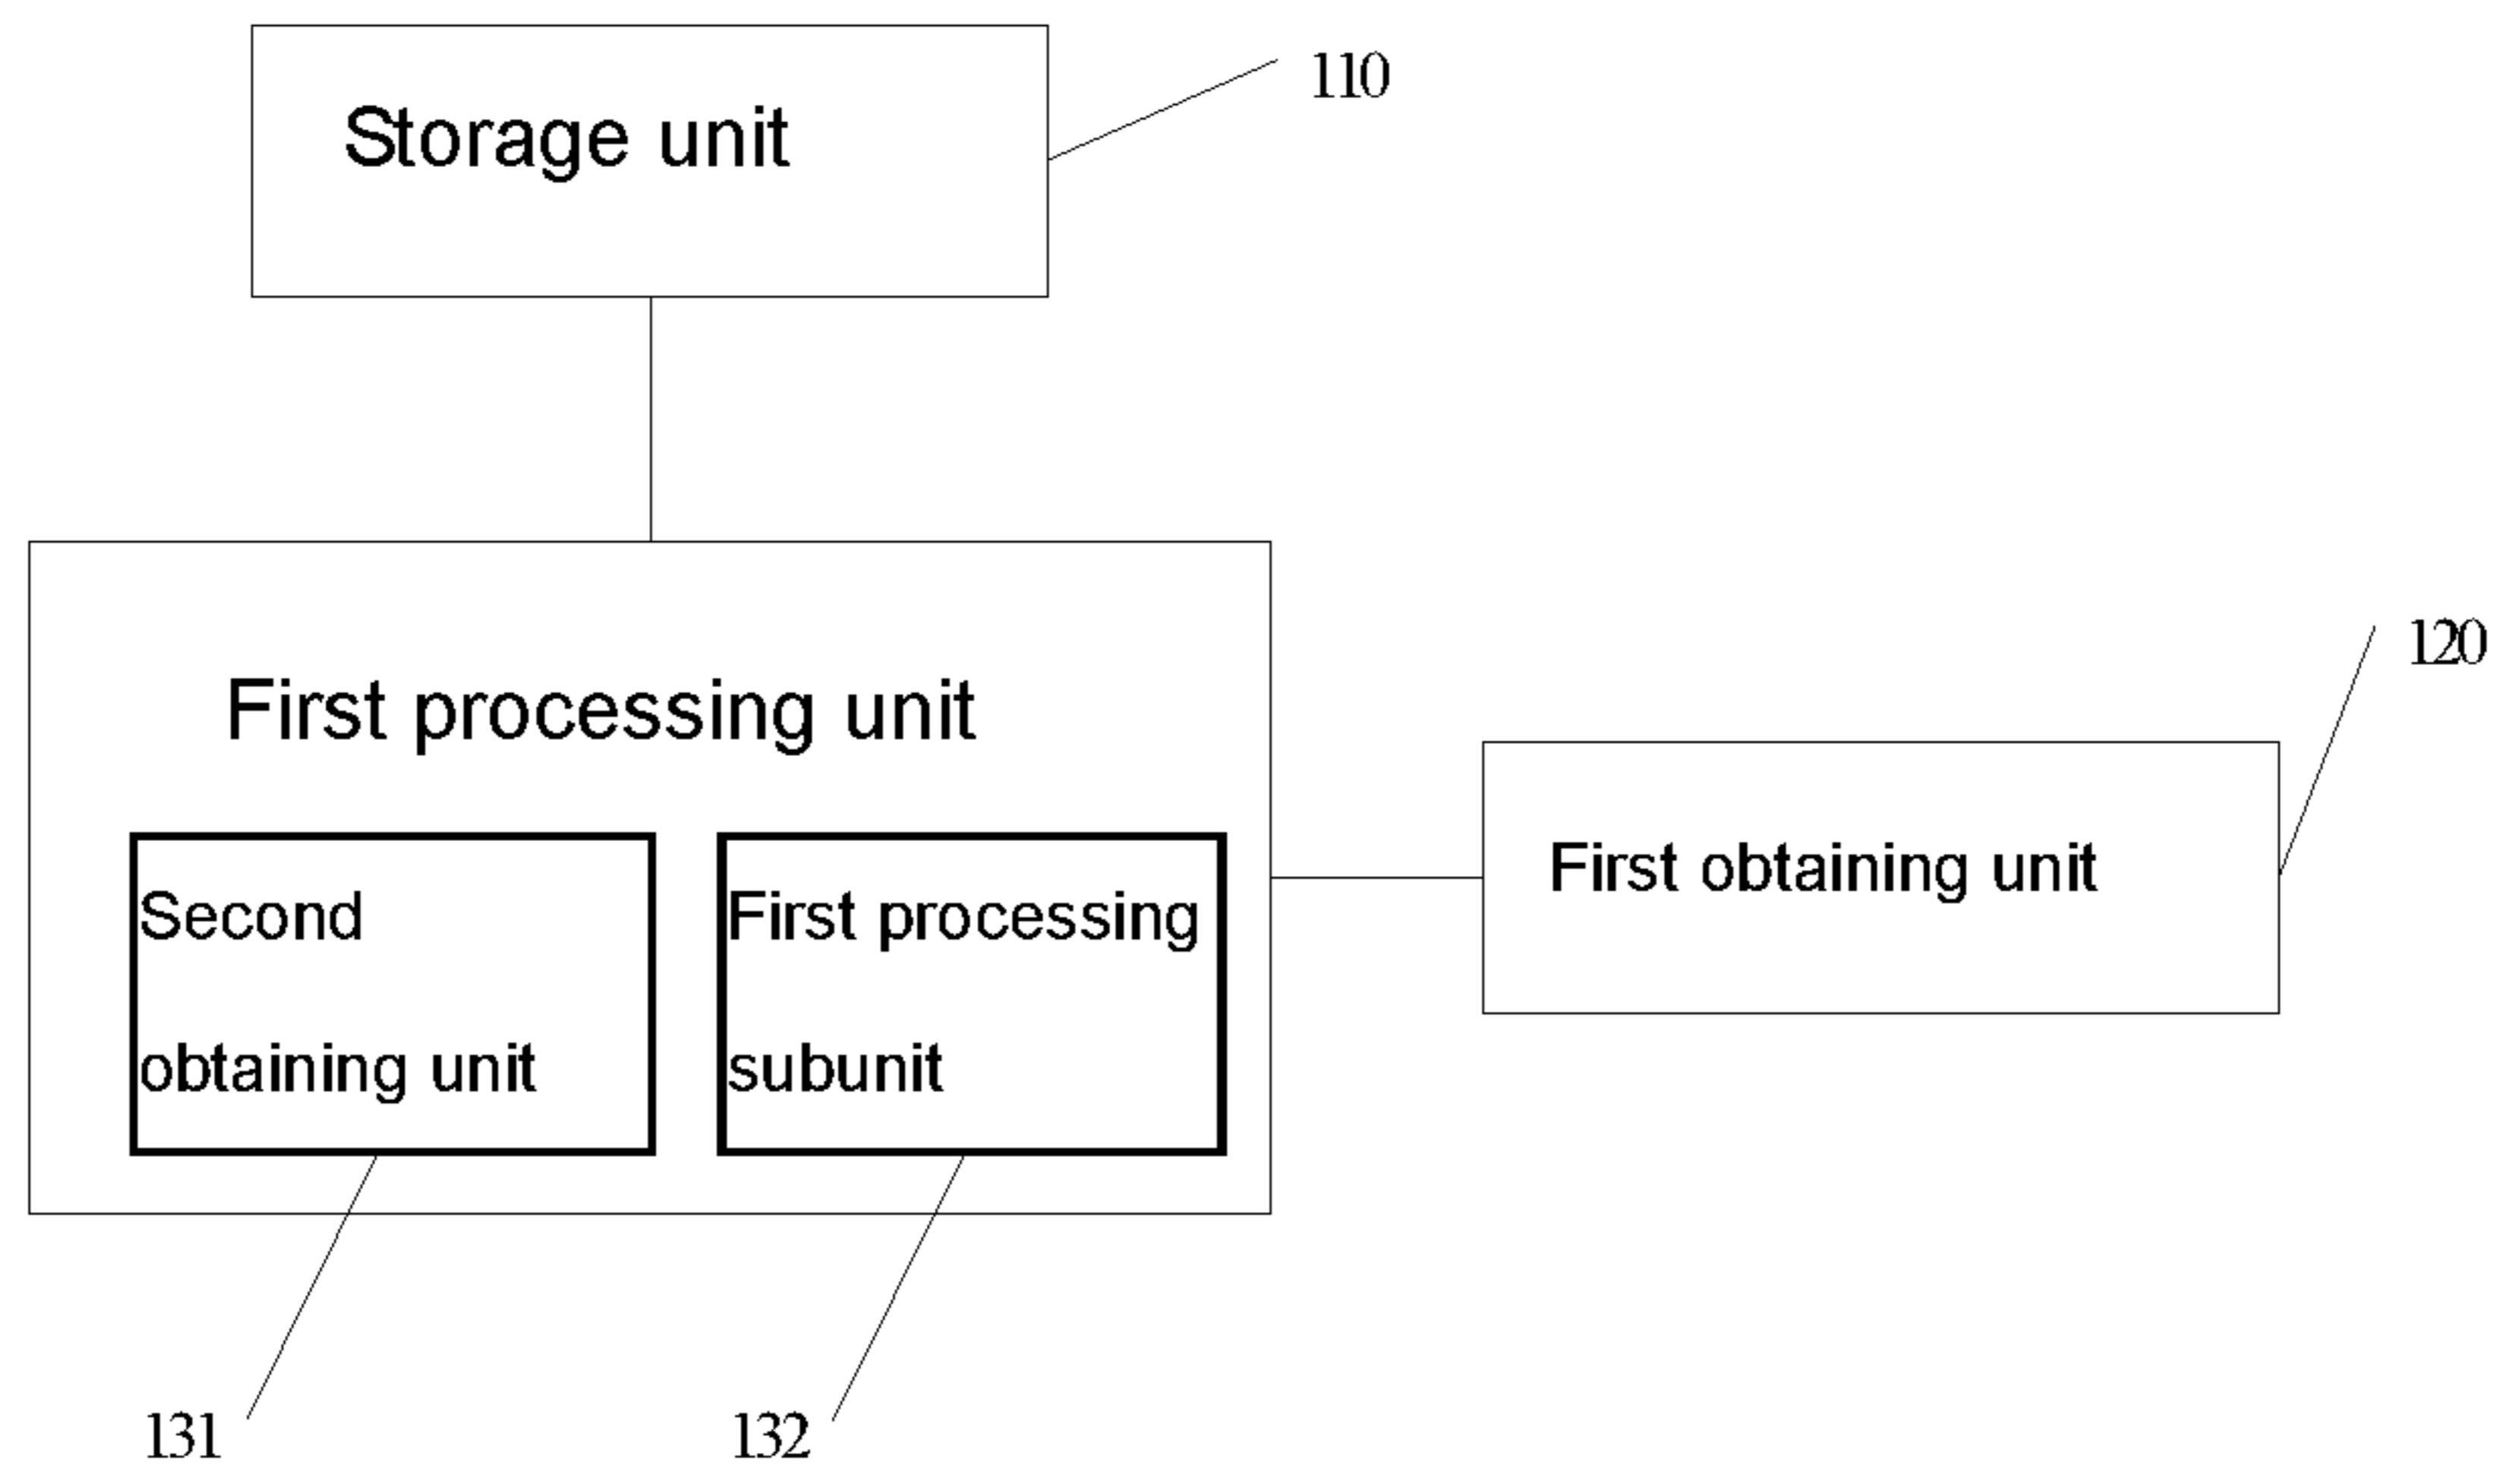 Storage unit
110
First processing unit
120
First obtaining unit
Second
obtaining unit
First processing
subunit
131
132